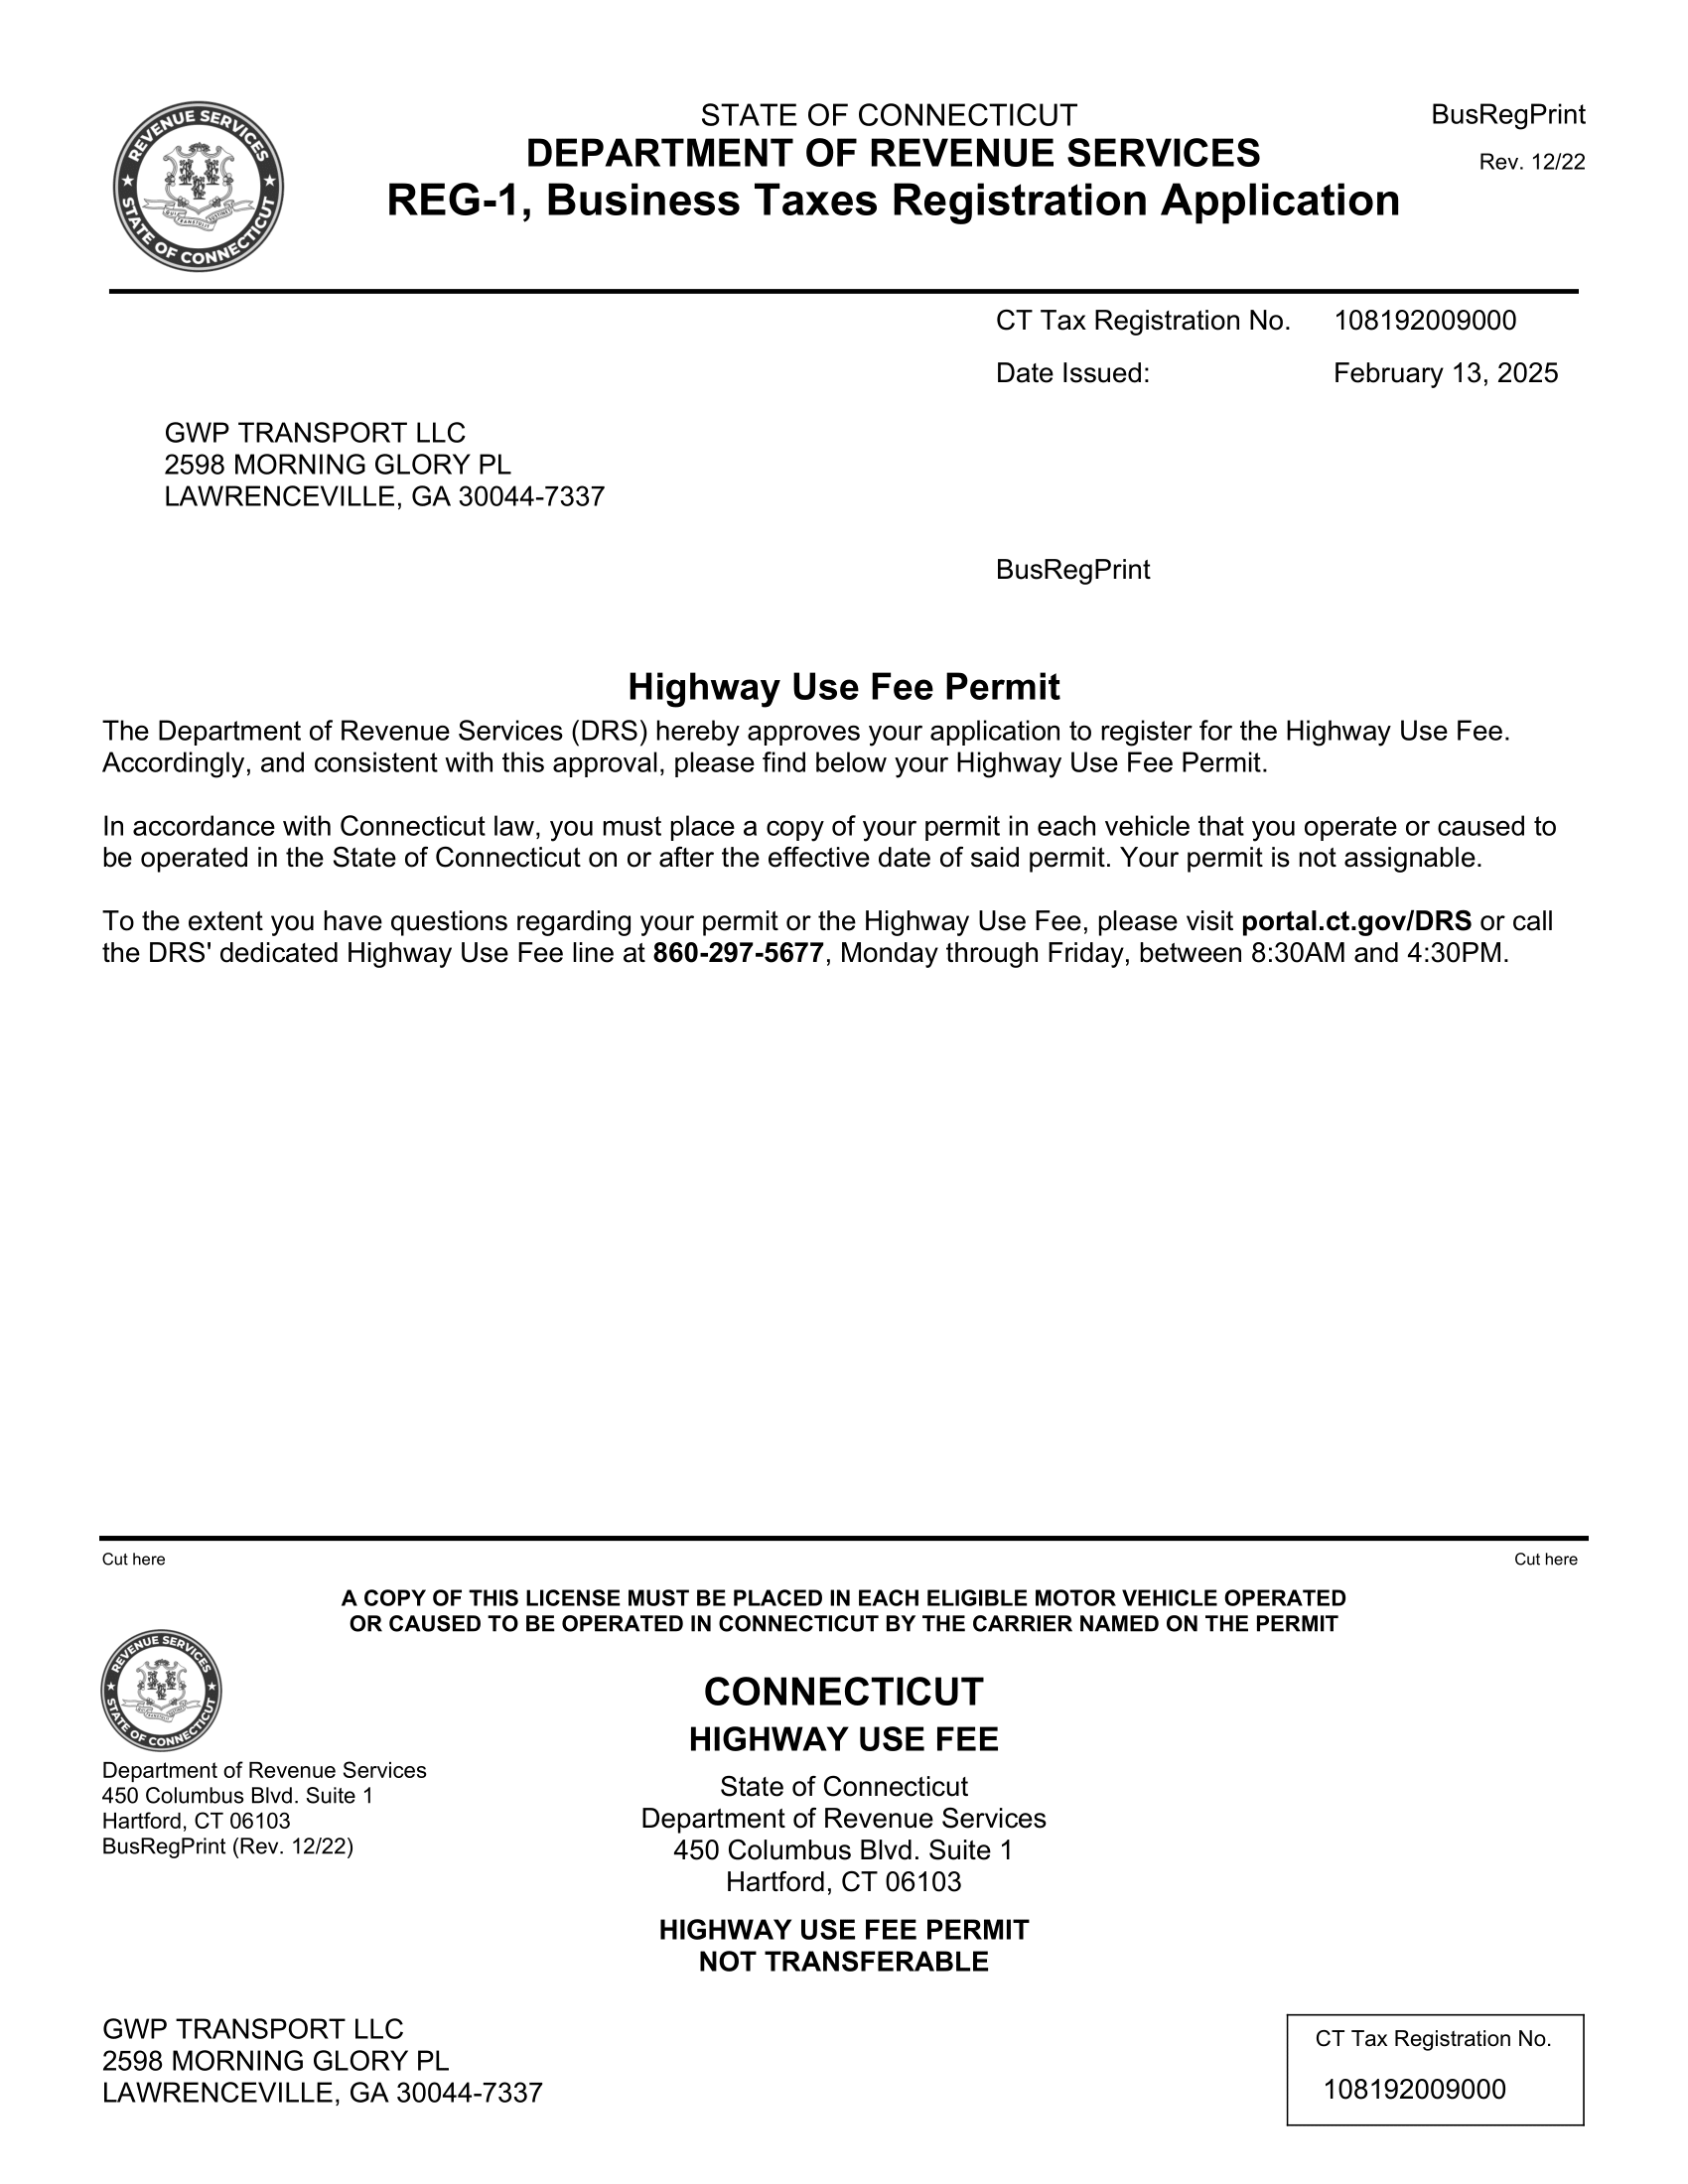 REVENUE SERVICES
STATE OF CONNECTICUT
STATE OF CONNECTICUT
DEPARTMENT OF REVENUE SERVICES
REG-1, Business Taxes Registration Application
BusRegPrint
Rev. 12/22
CT Tax Registration No. 108192009000
Date Issued: February 13, 2025
GWP TRANSPORT LLC
2598 MORNING GLORY PL
LAWRENCEVILLE, GA 30044-7337
BusRegPrint
Highway Use Fee Permit
The Department of Revenue Services (DRS) hereby approves your application to register for the Highway Use Fee.
Accordingly, and consistent with this approval, please find below your Highway Use Fee Permit.
In accordance with Connecticut law, you must place a copy of your permit in each vehicle that you operate or caused to
be operated in the State of Connecticut on or after the effective date of said permit. Your permit is not assignable.
To the extent you have questions regarding your permit or the Highway Use Fee, please visit portal.ct.gov/DRS or call
the DRS' dedicated Highway Use Fee line at 860-297-5677, Monday through Friday, between 8:30AM and 4:30PM.
Cut here Cut here
A COPY OF THIS LICENSE MUST BE PLACED IN EACH ELIGIBLE MOTOR VEHICLE OPERATED
OR CAUSED TO BE OPERATED IN CONNECTICUT BY THE CARRIER NAMED ON THE PERMIT
REVENUE SERVICES
STATE OF CONNECTICUT
Department of Revenue Services
450 Columbus Blvd. Suite 1
Hartford, CT 06103
BusRegPrint (Rev. 12/22)
CONNECTICUT
HIGHWAY USE FEE
State of Connecticut
Department of Revenue Services
450 Columbus Blvd. Suite 1
Hartford, CT 06103
HIGHWAY USE FEE PERMIT
NOT TRANSFERABLE
GWP TRANSPORT LLC
2598 MORNING GLORY PL
LAWRENCEVILLE, GA 30044-7337
CT Tax Registration No.
108192009000